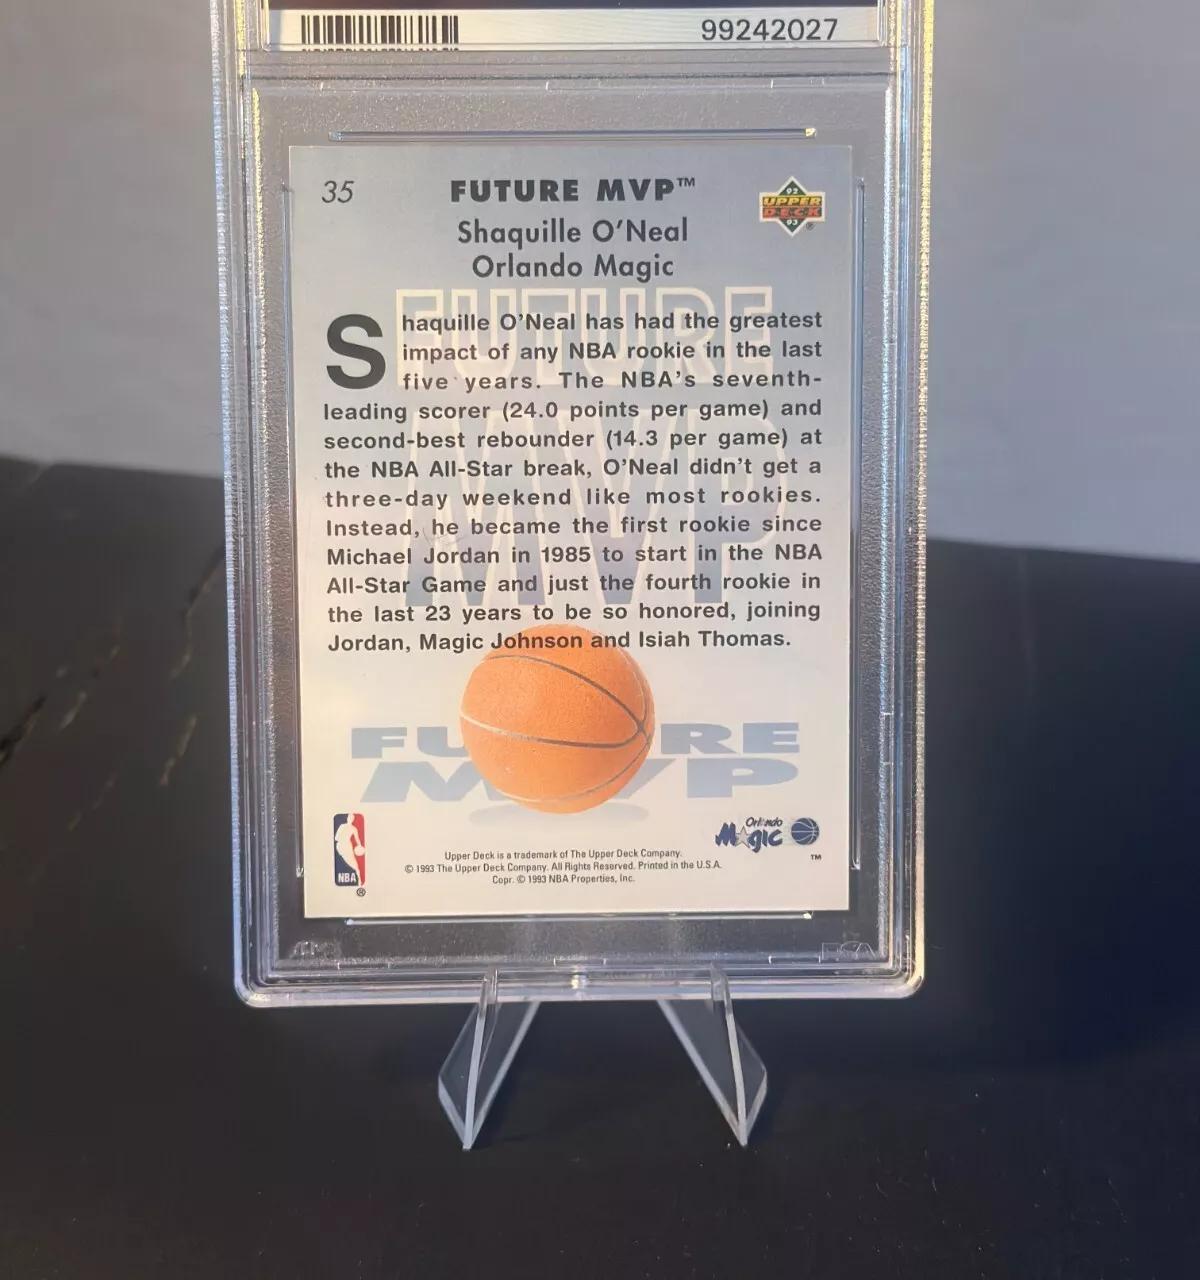 99242027
35
FUTURE MVP™
92
UPPER
DECK
93
®
Shaquille O'Neal
Orlando Magic
FUTURE
MVP
Shaquille O'Neal has had the greatest
impact of any NBA rookie in the last
five years. The NBA's seventh-
leading scorer (24.0 points per game) and
second-best rebounder (14.3 per game) at
the NBA All-Star break, O'Neal didn't get a
three-day weekend like most rookies.
Instead, he became the first rookie since
Michael Jordan in 1985 to start in the NBA
All-Star Game and just the fourth rookie in
the last 23 years to be so honored, joining
Jordan, Magic Johnson and Isiah Thomas.
FUTURE
MVP
NBA
®
Orlando
Magic
™
Upper Deck is a trademark of The Upper Deck Company.
© 1993 The Upper Deck Company. All Rights Reserved. Printed in the U.S.A.
Copr. © 1993 NBA Properties, Inc.
PSA